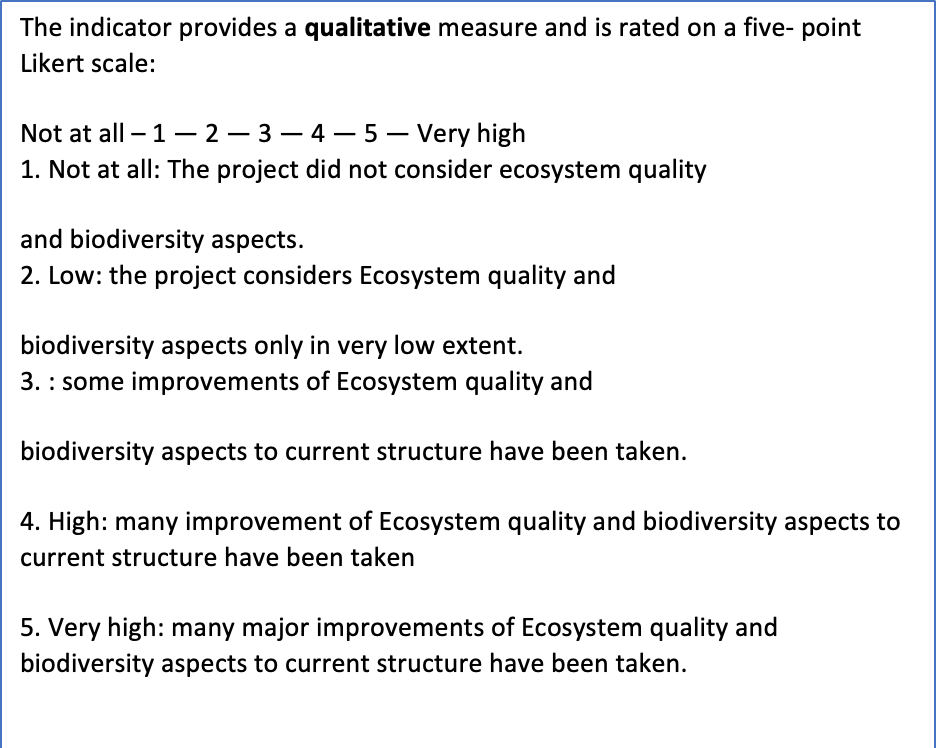 The indicator provides a qualitative measure and is rated on a five- point
Likert scale:
Not at all – 1 — 2 — 3 — 4 — 5 — Very high
1. Not at all: The project did not consider ecosystem quality
and biodiversity aspects.
2. Low: the project considers Ecosystem quality and
biodiversity aspects only in very low extent.
3. : some improvements of Ecosystem quality and
biodiversity aspects to current structure have been taken.
4. High: many improvement of Ecosystem quality and biodiversity aspects to
current structure have been taken
5. Very high: many major improvements of Ecosystem quality and
biodiversity aspects to current structure have been taken.